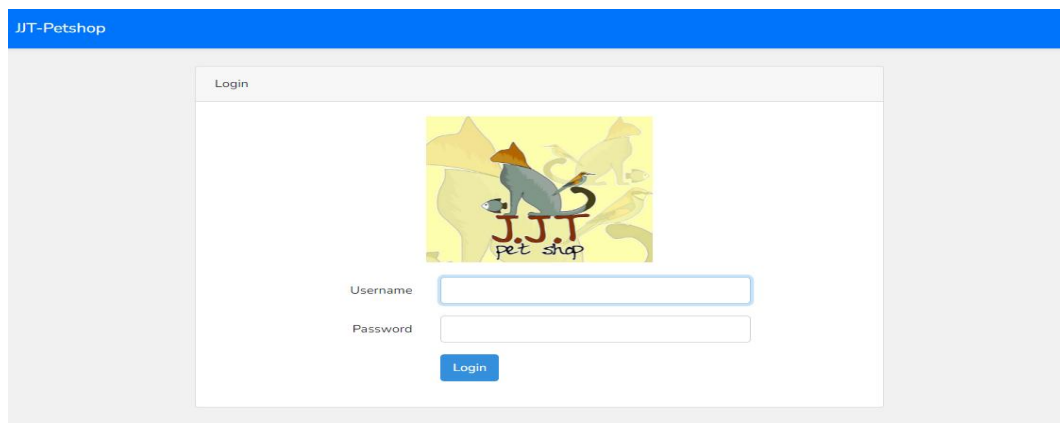 JJT-Petshop
Login
J.J.T
pet shop
Username
Password
Login